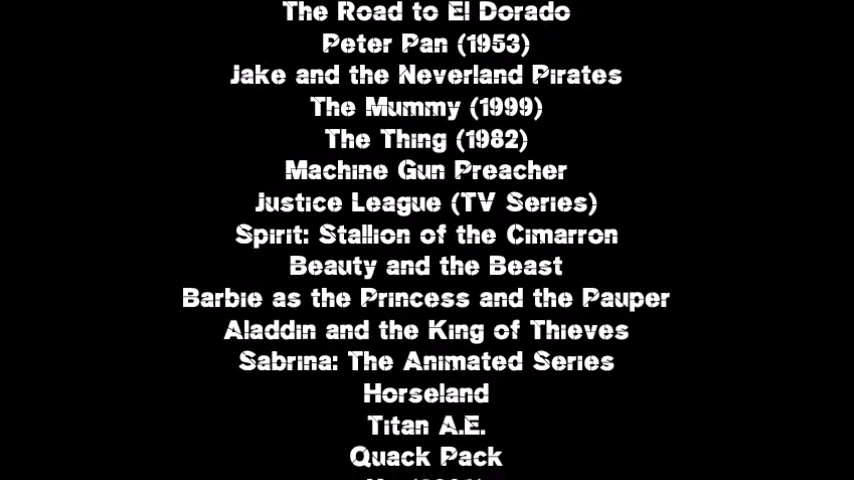 The Road to El Dorado
Peter Pan (1953)
Jake and the Neverland Pirates
The Mummy (1999)
The Thing (1982)
Machine Gun Preacher
Justice League (TV Series)
Spirit: Stallion of the Cimarron
Beauty and the Beast
Barbie as the Princess and the Pauper
Aladdin and the King of Thieves
Sabrina: The Animated Series
Horseland
Titan A.E.
Quack Pack